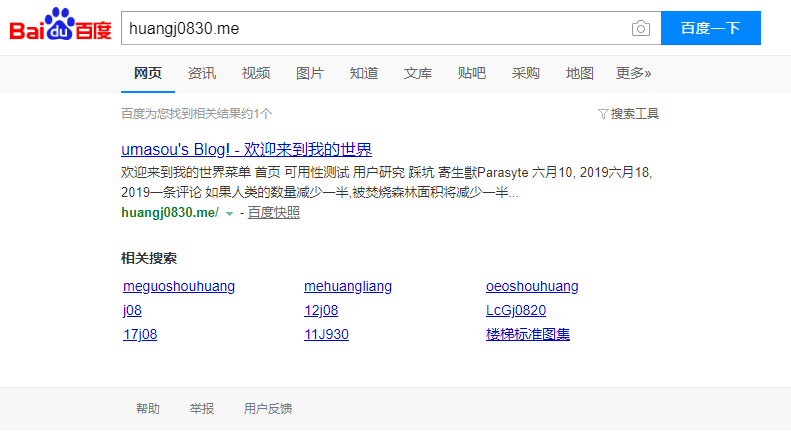 Bai du 百度 huangj0830.me 百度一下
网页 资讯 视频 图片 知道 文库 贴吧 采购 地图 更多»
百度为您找到相关结果约1个 搜索工具
umasou's Blog! - 欢迎来到我的世界
欢迎来到我的世界菜单 首页 可用性测试 用户研究 踩坑 寄生獣Parasyte 六月10, 2019六月18,
2019一条评论 如果人类的数量减少一半,被焚烧森林面积将减少一半...
huangj0830.me/ - 百度快照
相关搜索
meguoshouhuang mehuangliang oeoshouhuang
j08 12j08 LcGj0820
17j08 11J930 楼梯标准图集
帮助 举报 用户反馈